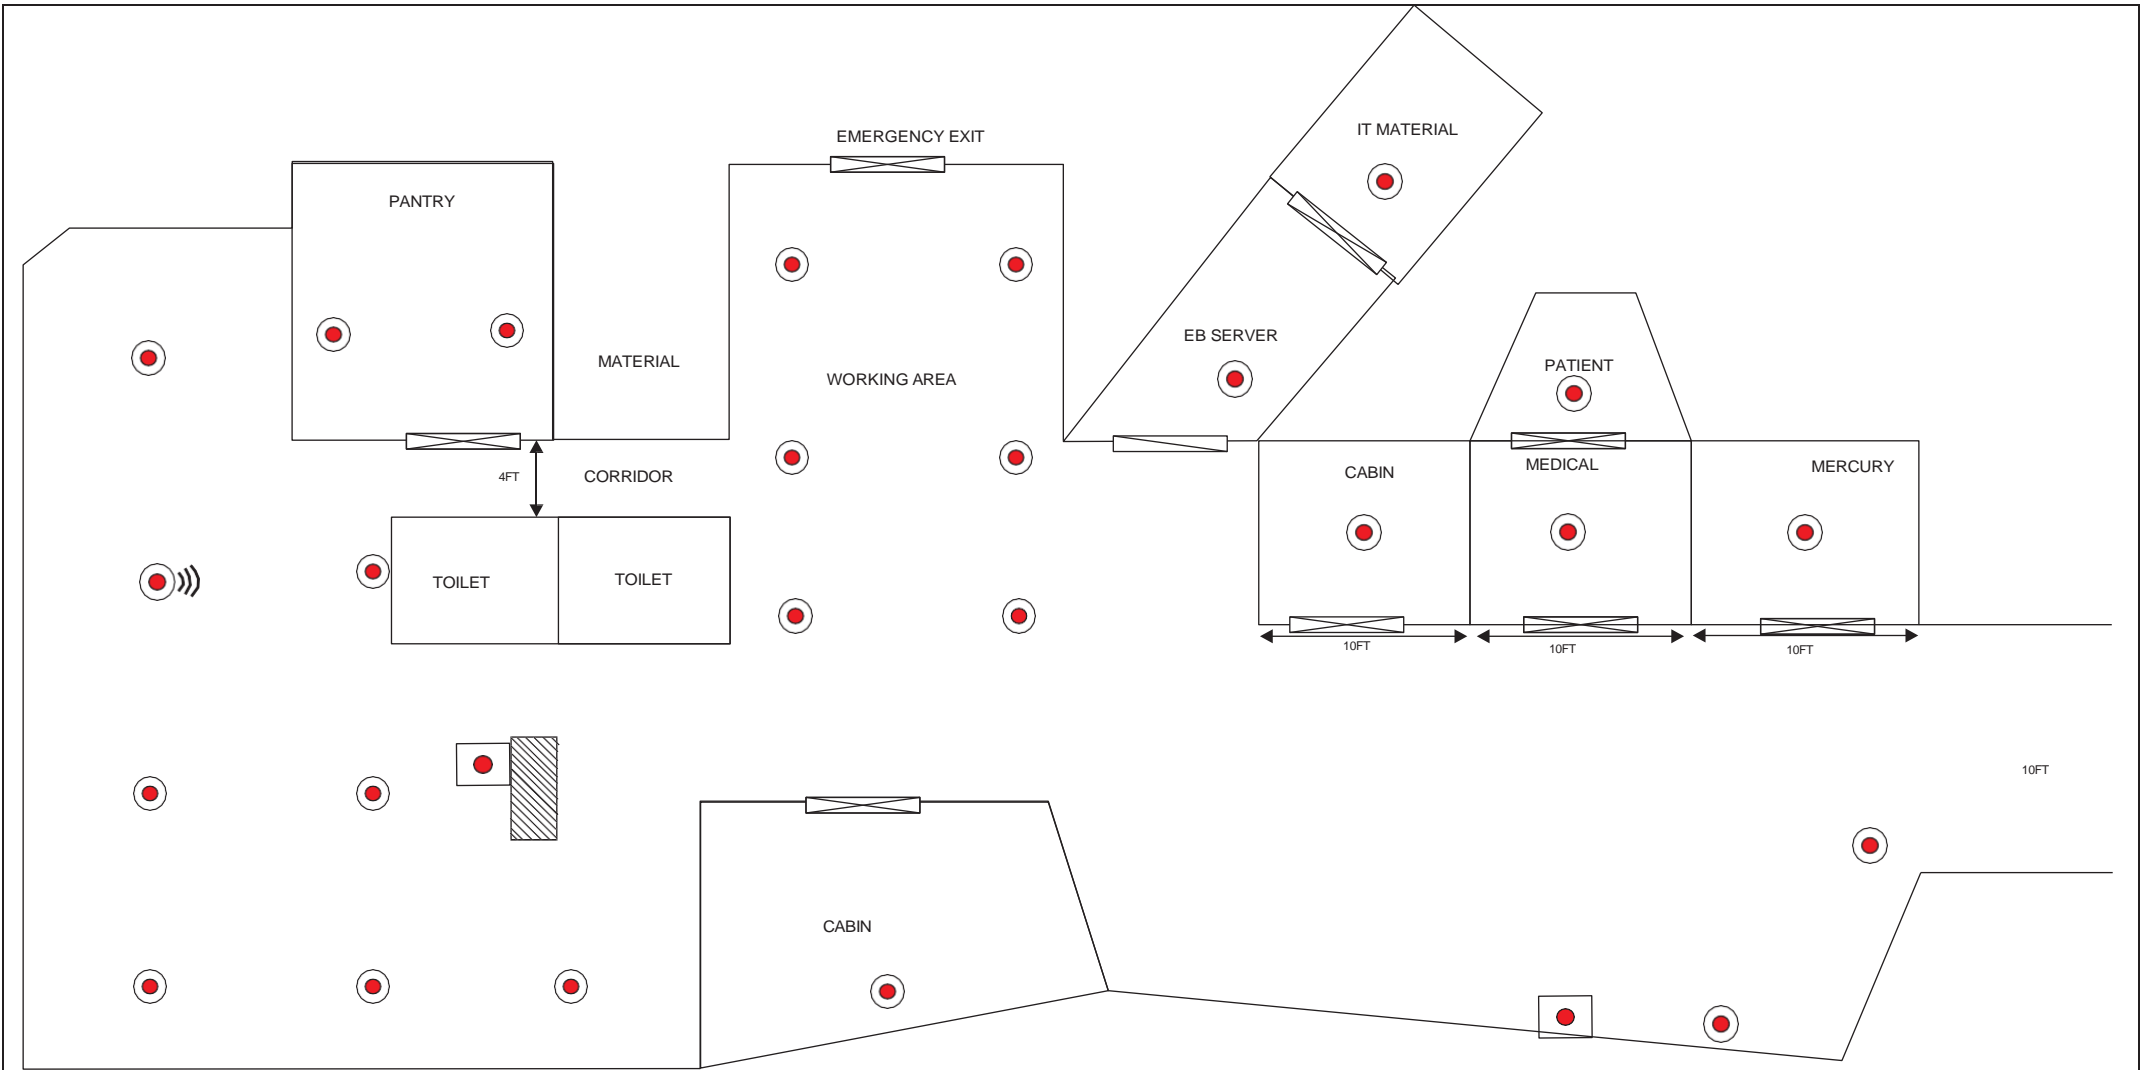 EMERGENCY EXIT
IT MATERIAL
PANTRY
EB SERVER
MATERIAL
PATIENT
WORKING AREA
MEDICAL
MERCURY
CABIN
4FT
CORRIDOR
TOILET
TOILET
10FT
10FT
10FT
10FT
CABIN